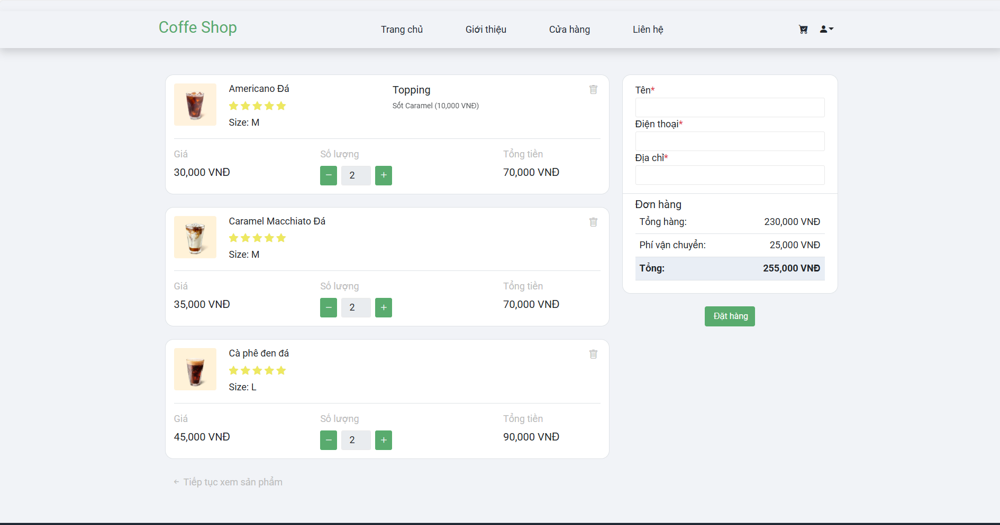 Coffe Shop
Trang chủ
Giới thiệu
Cửa hàng
Liên hệ
Americano Đá
Size: M
Topping
Sốt Caramel (10,000 VNĐ)
Giá
Số lượng
Tổng tiền
30,000 VNĐ
− 2 +
70,000 VNĐ
Caramel Macchiato Đá
Size: M
Giá
Số lượng
Tổng tiền
35,000 VNĐ
− 2 +
70,000 VNĐ
Cà phê đen đá
Size: L
Giá
Số lượng
Tổng tiền
45,000 VNĐ
− 2 +
90,000 VNĐ
← Tiếp tục xem sản phẩm
Tên*
Điện thoại*
Địa chỉ*
Đơn hàng
Tổng hàng: 230,000 VNĐ
Phí vận chuyển: 25,000 VNĐ
Tổng: 255,000 VNĐ
Đặt hàng